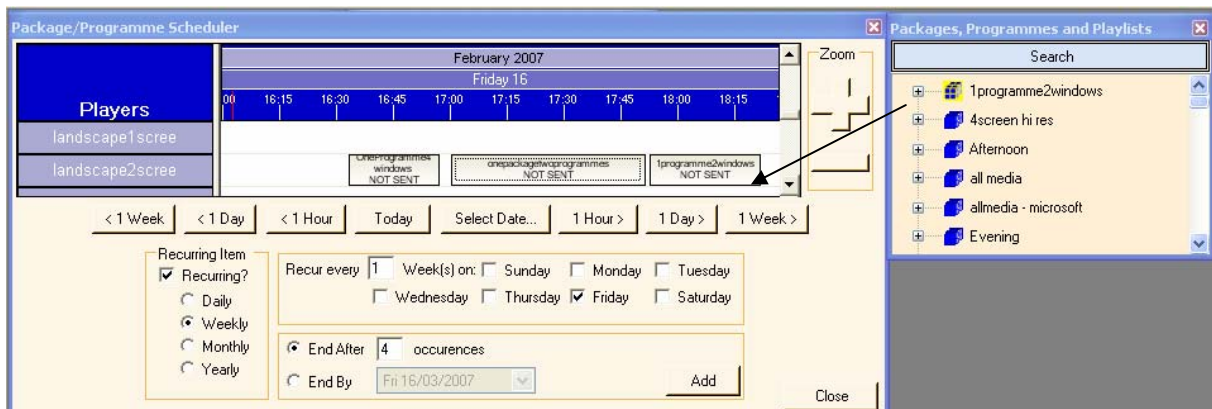 Package/Programme Scheduler
February 2007
Friday 16
Players
00 16:15 16:30 16:45 17:00 17:15 17:30 17:45 18:00 18:15
landscape1scree
landscape2scree
OneProgramme4
windows
NOT SENT
onepackagetwoprogrammes
NOT SENT
1programme2windows
NOT SENT
Zoom
< 1 Week < 1 Day < 1 Hour Today Select Date... 1 Hour > 1 Day > 1 Week >
Recurring Item
Recurring?
Daily
Weekly
Monthly
Yearly
Recur every 1 Week(s) on: Sunday Monday Tuesday
Wednesday Thursday Friday Saturday
End After 4 occurences
End By Fri 16/03/2007
Add
Close
Packages, Programmes and Playlists
Search
1programme2windows
4screen hi res
Afternoon
all media
allmedia - microsoft
Evening